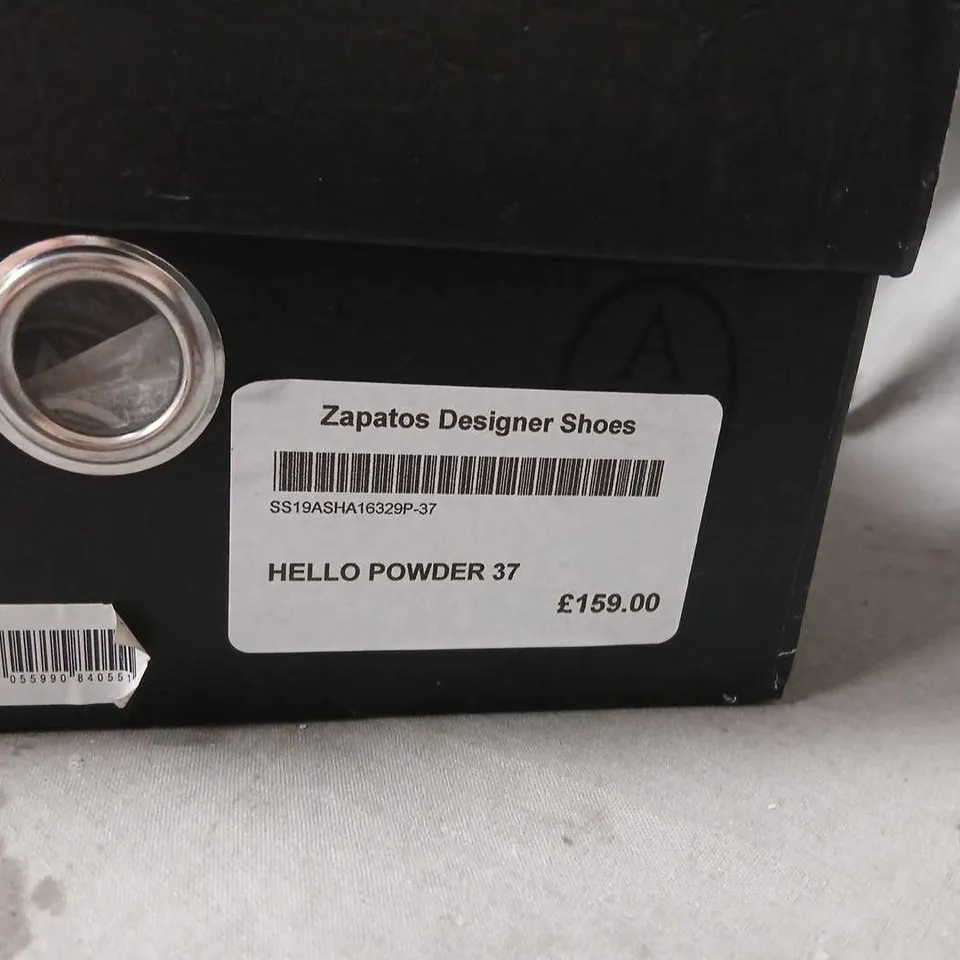 A
Zapatos Designer Shoes
SS19ASHA16329P-37
HELLO POWDER 37
£159.00
055990 840551